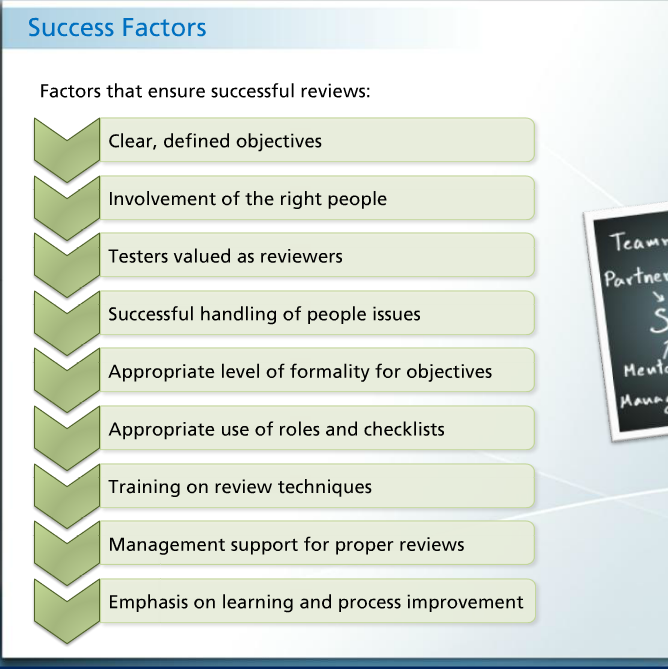 Success Factors
Factors that ensure successful reviews:
Clear, defined objectives
Involvement of the right people
Testers valued as reviewers
Successful handling of people issues
Appropriate level of formality for objectives
Appropriate use of roles and checklists
Training on review techniques
Management support for proper reviews
Emphasis on learning and process improvement